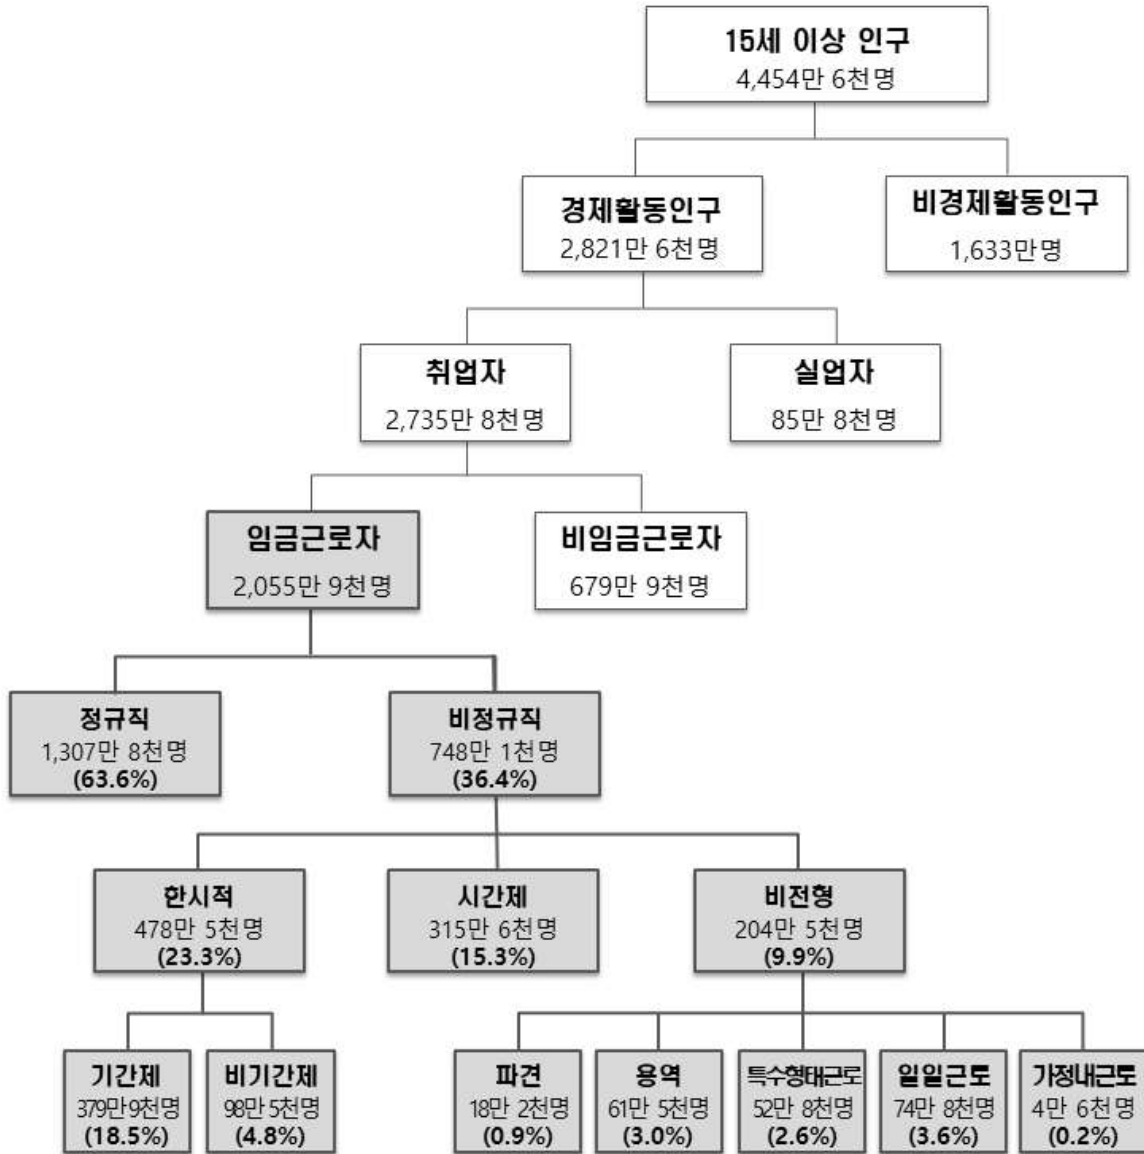 15세 이상 인구
4,454만 6천명
경제활동인구
2,821만 6천명
비경제활동인구
1,633만명
취업자
2,735만 8천명
실업자
85만 8천명
임금근로자
2,055만 9천명
비임금근로자
679만 9천명
정규직
1,307만 8천명
(63.6%)
비정규직
748만 1천명
(36.4%)
한시적
478만 5천명
(23.3%)
시간제
315만 6천명
(15.3%)
비전형
204만 5천명
(9.9%)
기간제
379만 9천명
(18.5%)
비기간제
98만 5천명
(4.8%)
파견
18만 2천명
(0.9%)
용역
61만 5천명
(3.0%)
특수형태근로
52만 8천명
(2.6%)
일일근로
74만 8천명
(3.6%)
가정내근로
4만 6천명
(0.2%)